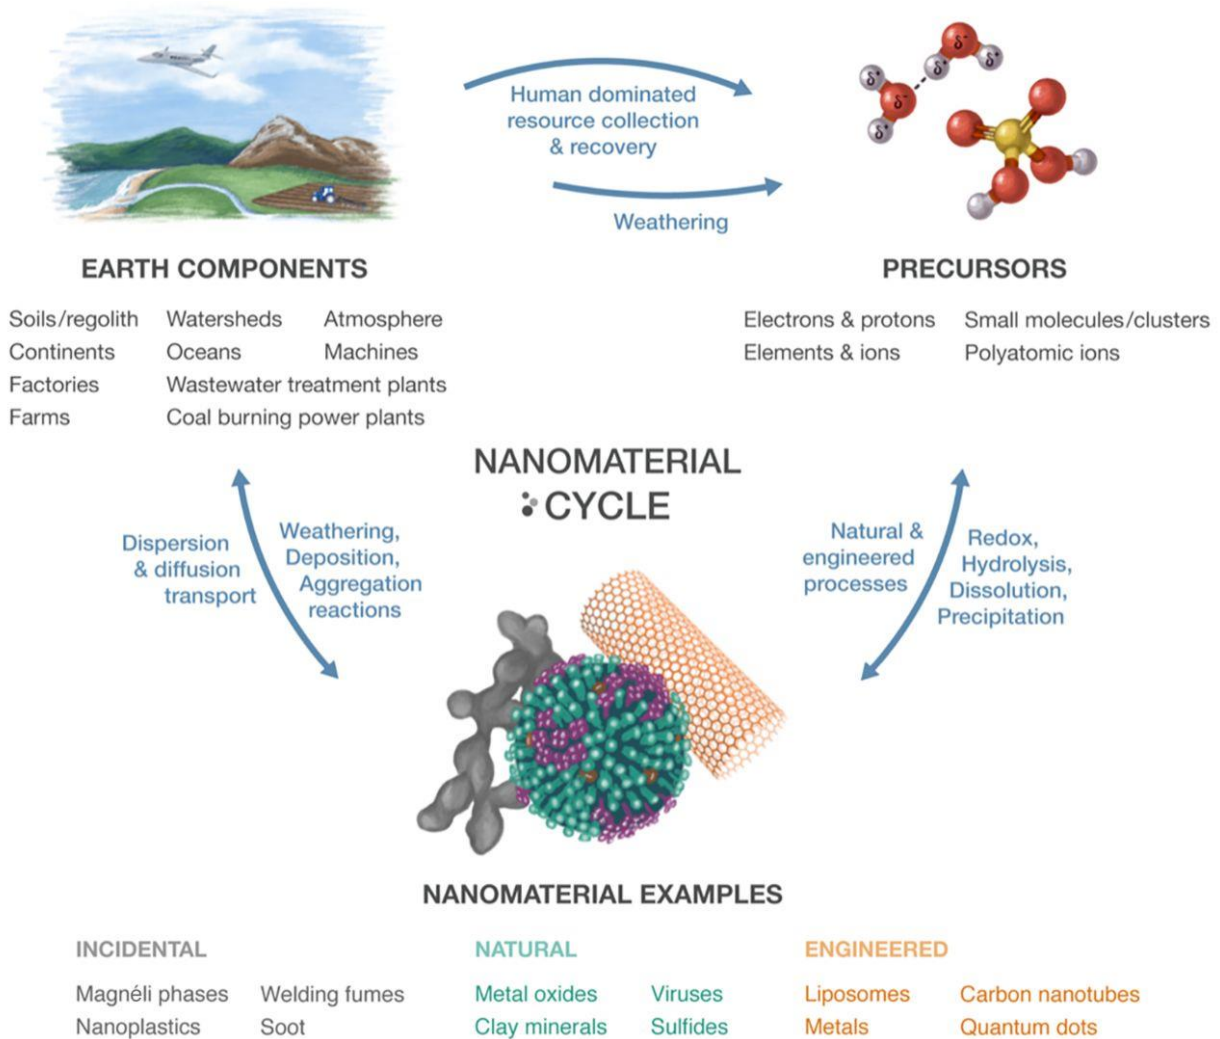 Human dominated
resource collection
& recovery
Weathering
δ-
δ+
δ+
δ+
δ-
δ+
EARTH COMPONENTS
Soils/regolith Watersheds Atmosphere
Continents Oceans Machines
Factories Wastewater treatment plants
Farms Coal burning power plants
PRECURSORS
Electrons & protons Small molecules/clusters
Elements & ions Polyatomic ions
NANOMATERIAL
CYCLE
Dispersion
& diffusion
transport
Weathering,
Deposition,
Aggregation
reactions
Natural &
engineered
processes
Redox,
Hydrolysis,
Dissolution,
Precipitation
NANOMATERIAL EXAMPLES
INCIDENTAL
Magnéli phases Welding fumes
Nanoplastics Soot
NATURAL
Metal oxides Viruses
Clay minerals Sulfides
ENGINEERED
Liposomes Carbon nanotubes
Metals Quantum dots